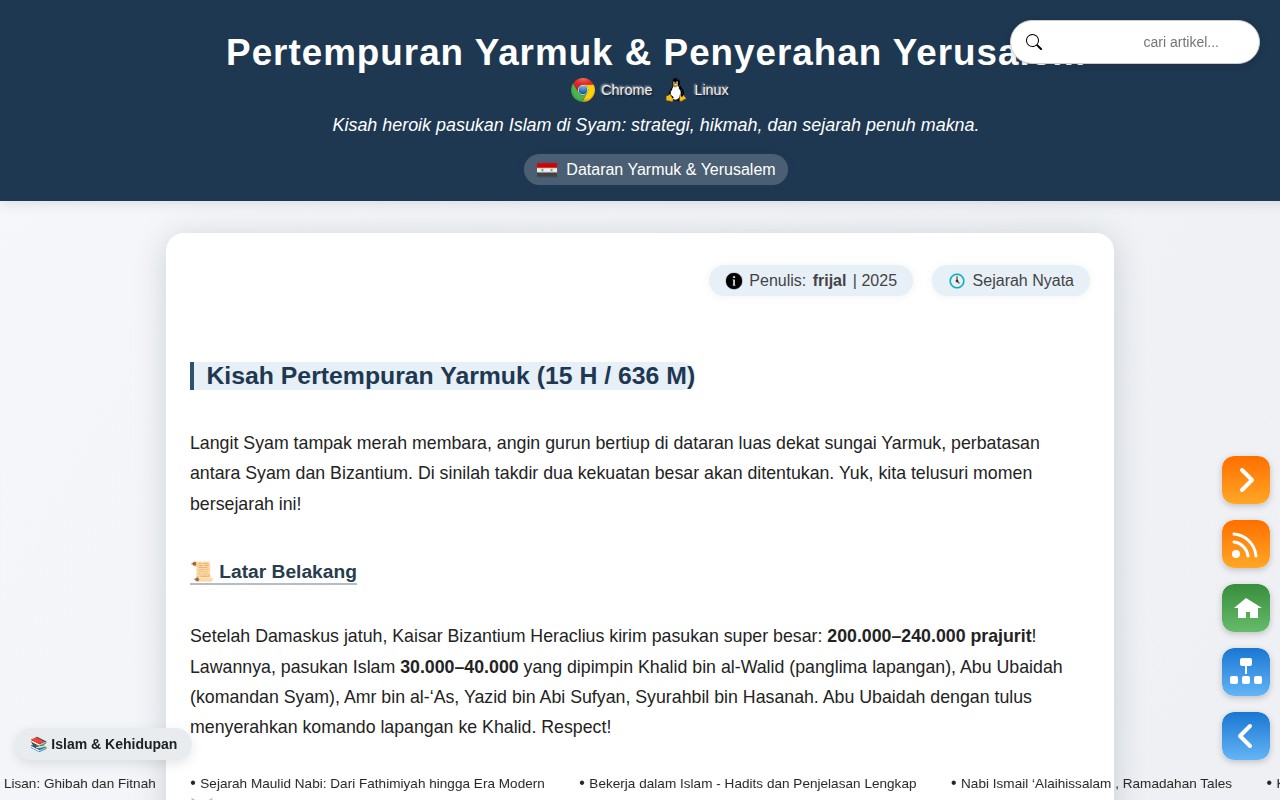 Pertempuran Yarmuk & Penyerahan
cari artikel...
Chrome Linux
Kisah heroik pasukan Islam di Syam: strategi, hikmah, dan sejarah penuh makna.
Dataran Yarmuk & Yerusalem
Penulis: frijal | 2025
Sejarah Nyata
Kisah Pertempuran Yarmuk (15 H / 636 M)
Langit Syam tampak merah membara, angin gurun bertiup di dataran luas dekat sungai Yarmuk, perbatasan
antara Syam dan Bizantium. Di sinilah takdir dua kekuatan besar akan ditentukan. Yuk, kita telusuri momen
bersejarah ini!
📜 Latar Belakang
Setelah Damaskus jatuh, Kaisar Bizantium Heraclius kirim pasukan super besar: 200.000–240.000 prajurit!
Lawannya, pasukan Islam 30.000–40.000 yang dipimpin Khalid bin al-Walid (panglima lapangan), Abu Ubaidah
(komandan Syam), Amr bin al-‘As, Yazid bin Abi Sufyan, Syurahbil bin Hasanah. Abu Ubaidah dengan tulus
menyerahkan komando lapangan ke Khalid. Respect!
📚 Islam & Kehidupan
Lisan: Ghibah dan Fitnah • Sejarah Maulid Nabi: Dari Fathimiyah hingga Era Modern • Bekerja dalam Islam - Hadits dan Penjelasan Lengkap • Nabi Ismail ‘Alaihissalam , Ramadahan Tales •